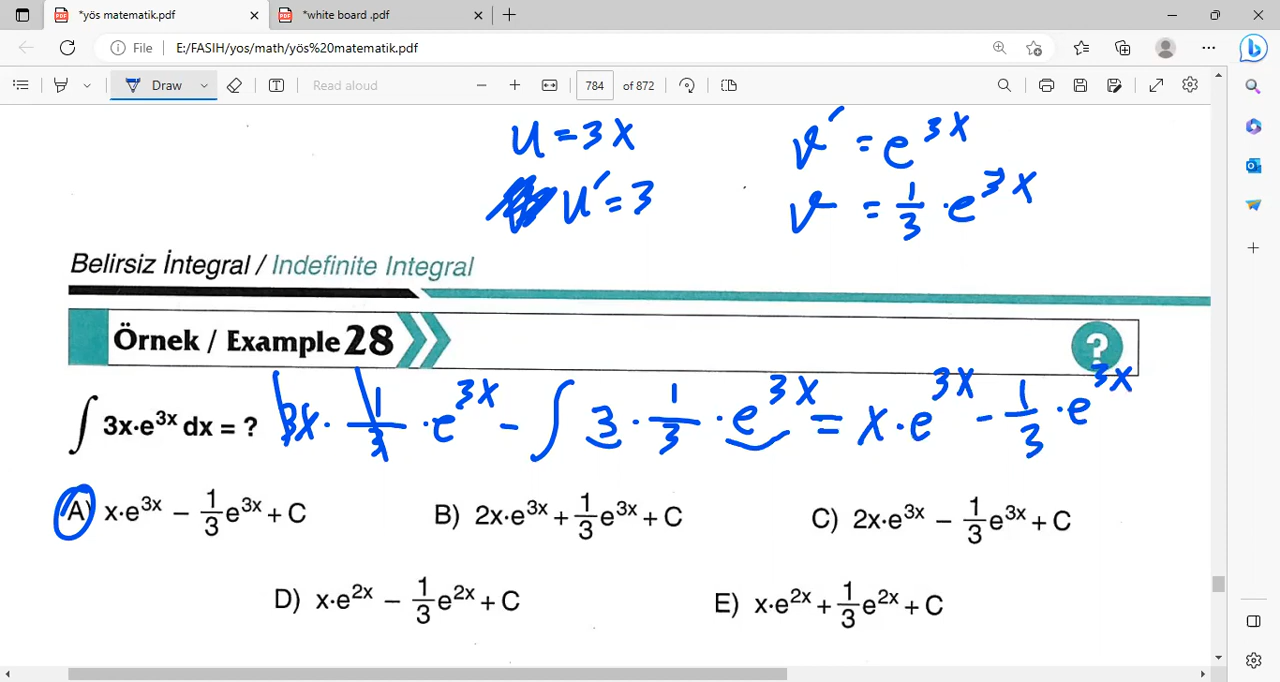 *yös matematik.pdf
*white board .pdf
File E:/FASIH/yos/math/yös%20matematik.pdf
Draw Read aloud 784 of 872
u = 3x v′ = e^{3x}
u′ = 3 v = 1/3 · e^{3x}
Belirsiz İntegral / Indefinite Integral
Örnek / Example 28 ?
∫ 3x·e^{3x} dx = ? 3x · 1/3 · e^{3x} - ∫ 3 · 1/3 · e^{3x} = x · e^{3x} - 1/3 · e^{3x}
A) x·e^{3x} − 1/3 e^{3x} + C B) 2x·e^{3x} + 1/3 e^{3x} + C C) 2x·e^{3x} − 1/3 e^{3x} + C
D) x·e^{2x} − 1/3 e^{2x} + C E) x·e^{2x} + 1/3 e^{2x} + C